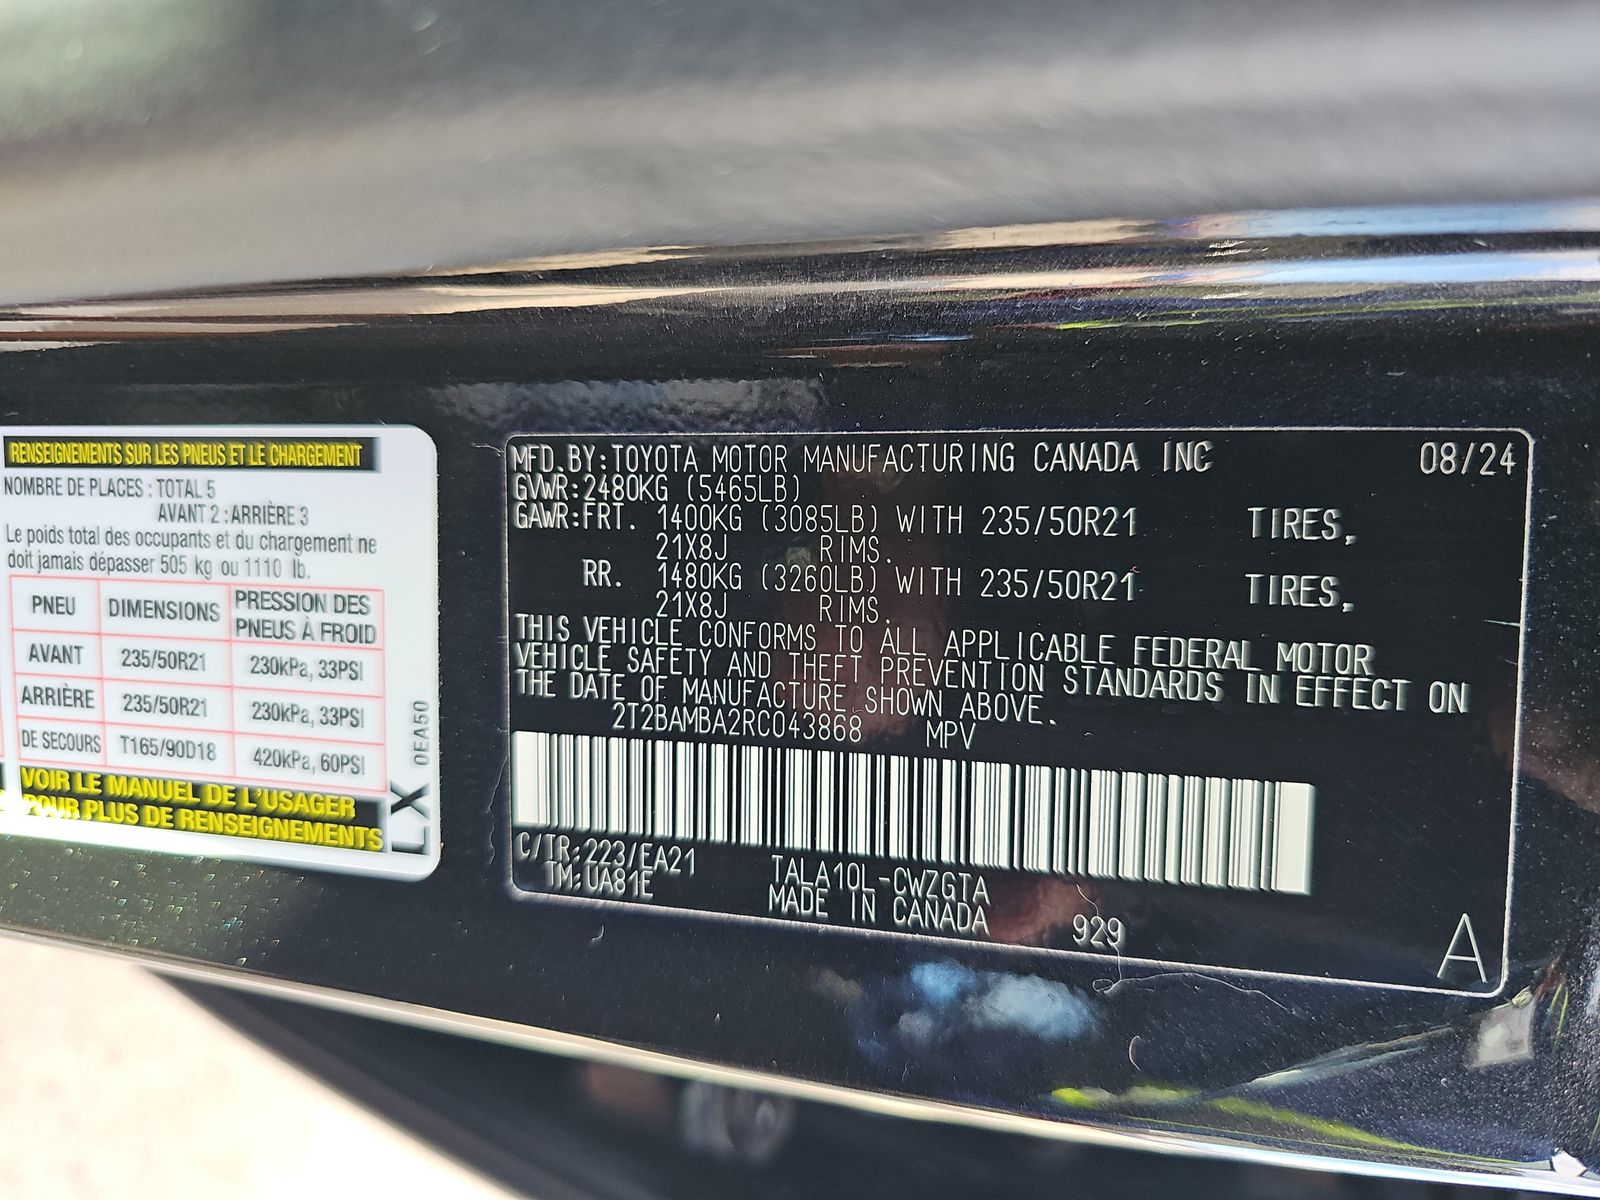 RENSEIGNEMENTS SUR LES PNEUS ET LE CHARGEMENT
NOMBRE DE PLACES : TOTAL 5
AVANT 2 : ARRIÈRE 3
Le poids total des occupants et du chargement ne
doit jamais dépasser 505 kg ou 1110 lb.
PNEU DIMENSIONS PRESSION DES PNEUS À FROID
AVANT 235/50R21 230kPa, 33PSI
ARRIÈRE 235/50R21 230kPa, 33PSI
DE SECOURS T165/90D18 420kPa, 60PSI
VOIR LE MANUEL DE L'USAGER
POUR PLUS DE RENSEIGNEMENTS
LX 0EA50
MFD.BY:TOYOTA MOTOR MANUFACTURING CANADA INC 08/24
GVWR:2480KG (5465LB)
GAWR:FRT. 1400KG (3085LB) WITH 235/50R21 TIRES,
21X8J RIMS.
RR. 1480KG (3260LB) WITH 235/50R21 TIRES,
21X8J RIMS.
THIS VEHICLE CONFORMS TO ALL APPLICABLE FEDERAL MOTOR
VEHICLE SAFETY AND THEFT PREVENTION STANDARDS IN EFFECT ON
THE DATE OF MANUFACTURE SHOWN ABOVE.
2T2BAMBA2RC043868 MPV
C/TR:223/EA21 TALA10L-CWZGTA
TM:UA81E MADE IN CANADA 929
A